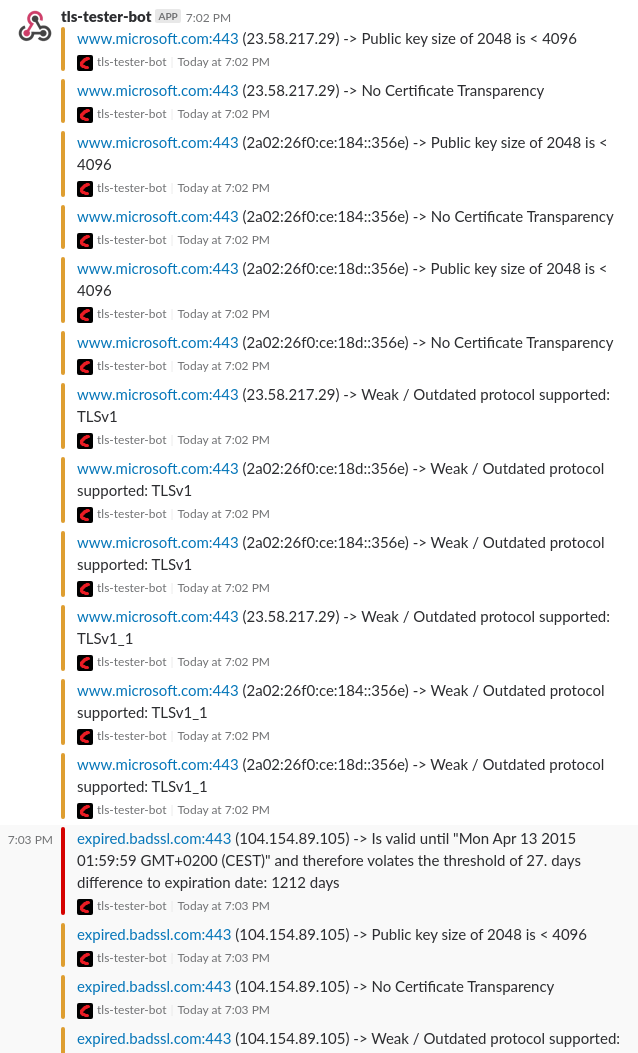 tls-tester-bot APP 7:02 PM
www.microsoft.com:443 (23.58.217.29) -> Public key size of 2048 is < 4096
tls-tester-bot | Today at 7:02 PM
www.microsoft.com:443 (23.58.217.29) -> No Certificate Transparency
tls-tester-bot | Today at 7:02 PM
www.microsoft.com:443 (2a02:26f0:ce:184::356e) -> Public key size of 2048 is <
4096
tls-tester-bot | Today at 7:02 PM
www.microsoft.com:443 (2a02:26f0:ce:184::356e) -> No Certificate Transparency
tls-tester-bot | Today at 7:02 PM
www.microsoft.com:443 (2a02:26f0:ce:18d::356e) -> Public key size of 2048 is <
4096
tls-tester-bot | Today at 7:02 PM
www.microsoft.com:443 (2a02:26f0:ce:18d::356e) -> No Certificate Transparency
tls-tester-bot | Today at 7:02 PM
www.microsoft.com:443 (23.58.217.29) -> Weak / Outdated protocol supported:
TLSv1
tls-tester-bot | Today at 7:02 PM
www.microsoft.com:443 (2a02:26f0:ce:18d::356e) -> Weak / Outdated protocol
supported: TLSv1
tls-tester-bot | Today at 7:02 PM
www.microsoft.com:443 (2a02:26f0:ce:184::356e) -> Weak / Outdated protocol
supported: TLSv1
tls-tester-bot | Today at 7:02 PM
www.microsoft.com:443 (23.58.217.29) -> Weak / Outdated protocol supported:
TLSv1_1
tls-tester-bot | Today at 7:02 PM
www.microsoft.com:443 (2a02:26f0:ce:184::356e) -> Weak / Outdated protocol
supported: TLSv1_1
tls-tester-bot | Today at 7:02 PM
www.microsoft.com:443 (2a02:26f0:ce:18d::356e) -> Weak / Outdated protocol
supported: TLSv1_1
tls-tester-bot | Today at 7:02 PM
7:03 PM expired.badssl.com:443 (104.154.89.105) -> Is valid until "Mon Apr 13 2015
01:59:59 GMT+0200 (CEST)" and therefore volates the threshold of 27. days
difference to expiration date: 1212 days
tls-tester-bot | Today at 7:03 PM
expired.badssl.com:443 (104.154.89.105) -> Public key size of 2048 is < 4096
tls-tester-bot | Today at 7:03 PM
expired.badssl.com:443 (104.154.89.105) -> No Certificate Transparency
tls-tester-bot | Today at 7:03 PM
expired.badssl.com:443 (104.154.89.105) -> Weak / Outdated protocol supported: